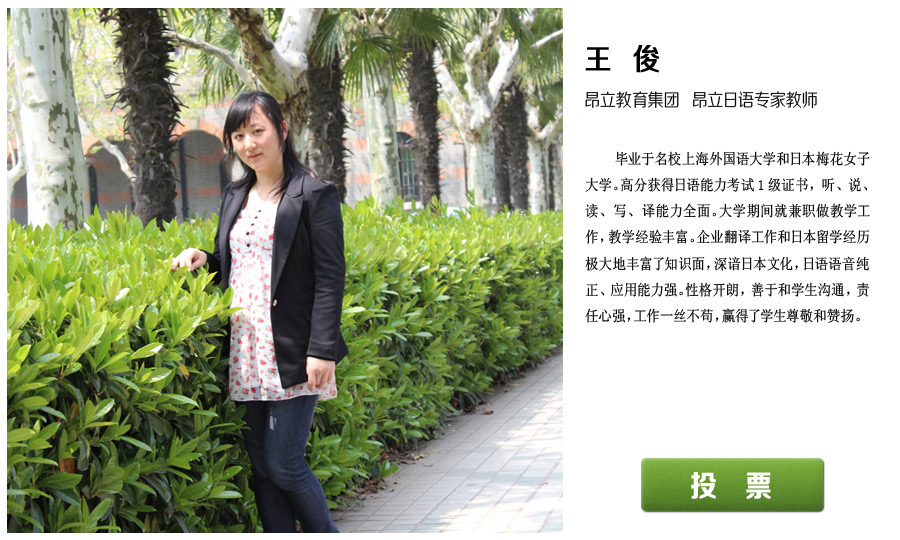 王 俊
昂立教育集团 昂立日语专家教师
毕业于名校上海外国语大学和日本梅花女子
大学。高分获得日语能力考试1级证书，听、说、
读、写、译能力全面。大学期间就兼职做教学工
作，教学经验丰富。企业翻译工作和日本留学经历
极大地丰富了知识面，深谙日本文化，日语语音纯
正、应用能力强。性格开朗，善于和学生沟通，责
任心强，工作一丝不苟，赢得了学生尊敬和赞扬。
投 票